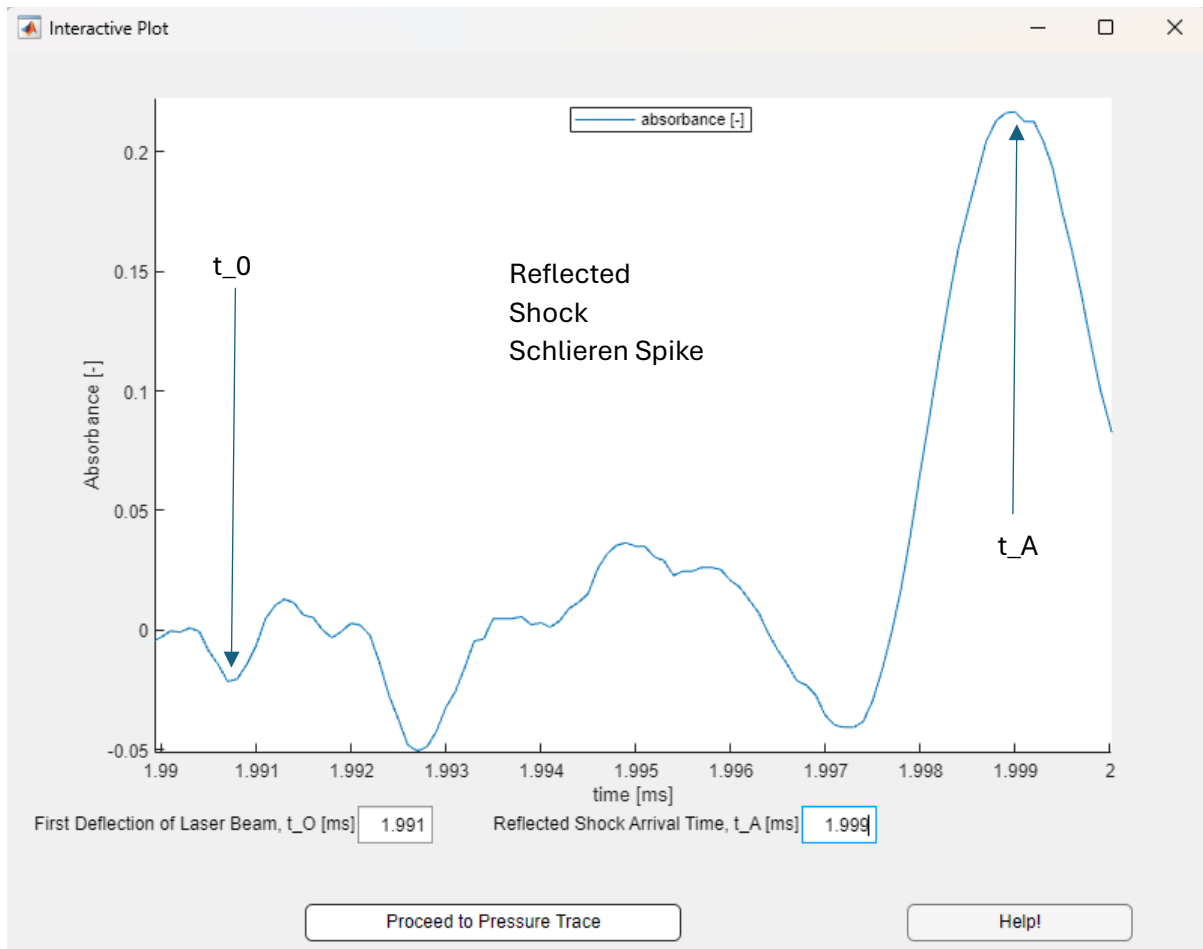 Interactive Plot
absorbance [-]
0.2
0.15
0.1
0.05
0
-0.05
Absorbance [-]
t_0
Reflected
Shock
Schlieren Spike
t_A
1.99 1.991 1.992 1.993 1.994 1.995 1.996 1.997 1.998 1.999 2
time [ms]
First Deflection of Laser Beam, t_O [ms] 1.991 Reflected Shock Arrival Time, t_A [ms] 1.999
Proceed to Pressure Trace Help!